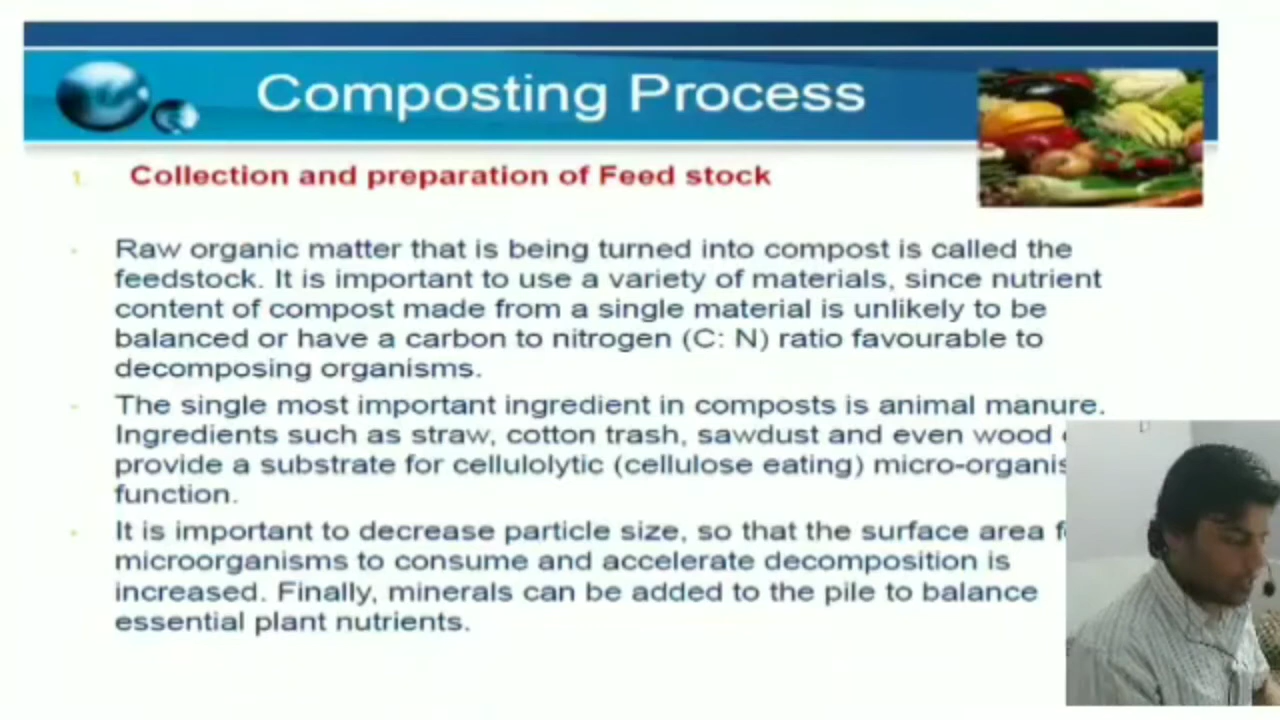 Composting Process
1. Collection and preparation of Feed stock
Raw organic matter that is being turned into compost is called the
feedstock. It is important to use a variety of materials, since nutrient
content of compost made from a single material is unlikely to be
balanced or have a carbon to nitrogen (C: N) ratio favourable to
decomposing organisms.
The single most important ingredient in composts is animal manure.
Ingredients such as straw, cotton trash, sawdust and even wood
provide a substrate for cellulolytic (cellulose eating)
function.
It is important to decrease particle size, so that the surface area
microorganisms to consume and accelerate decomposition is
increased. Finally, minerals can be added to the pile to balance
essential plant nutrients.